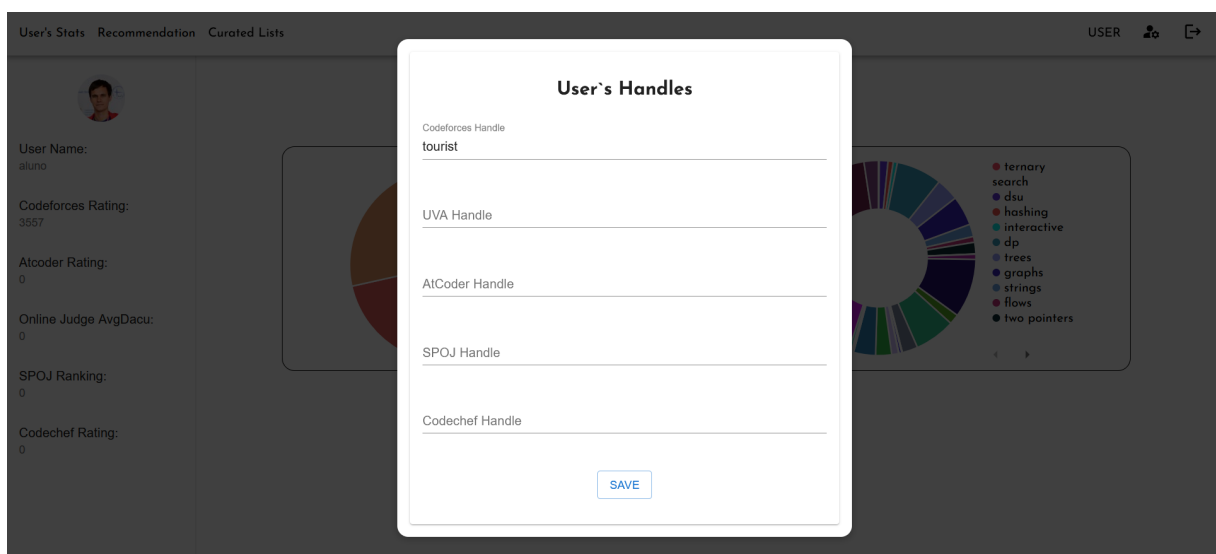 User's Stats Recommendation Curated Lists
USER
User Name:
aluno
Codeforces Rating:
3557
Atcoder Rating:
0
Online Judge AvgDacu:
0
SPOJ Ranking:
0
Codechef Rating:
0
User`s Handles
Codeforces Handle
tourist
UVA Handle
AtCoder Handle
SPOJ Handle
Codechef Handle
SAVE
ternary
search
dsu
hashing
interactive
dp
trees
graphs
strings
flows
two pointers